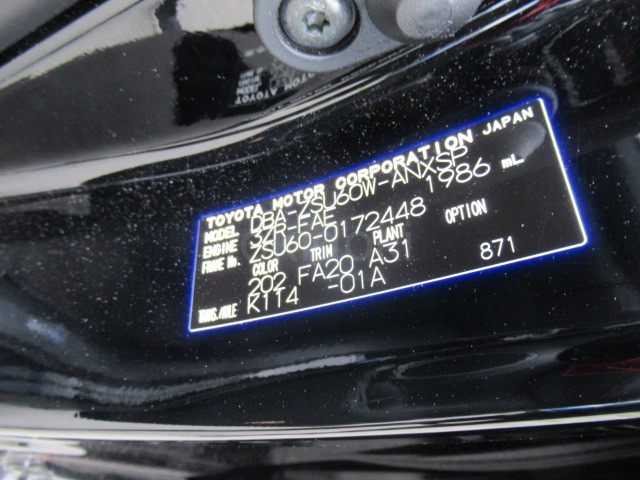 TOYOTA MOTOR CORPORATION JAPAN
MODEL DBA-ZSU60W-ANXSP
ENGINE 3ZR-FAE 1986 mL
FRAME No. ZSU60-0172448
COLOR TRIM PLANT OPTION
202 FA20 A31 871
TRANS./AXLE K114 -01A